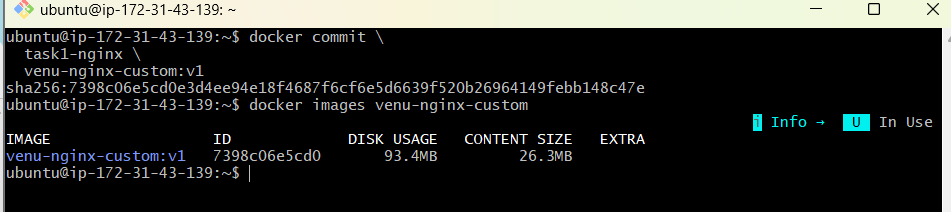 ubuntu@ip-172-31-43-139: ~
ubuntu@ip-172-31-43-139:~$ docker commit \
  task1-nginx \
  venu-nginx-custom:v1
sha256:7398c06e5cd0e3d4ee94e18f4687f6cf6e5d6639f520b26964149febb148c47e
ubuntu@ip-172-31-43-139:~$ docker images venu-nginx-custom
i Info → U In Use
IMAGE ID DISK USAGE CONTENT SIZE EXTRA
venu-nginx-custom:v1 7398c06e5cd0 93.4MB 26.3MB
ubuntu@ip-172-31-43-139:~$